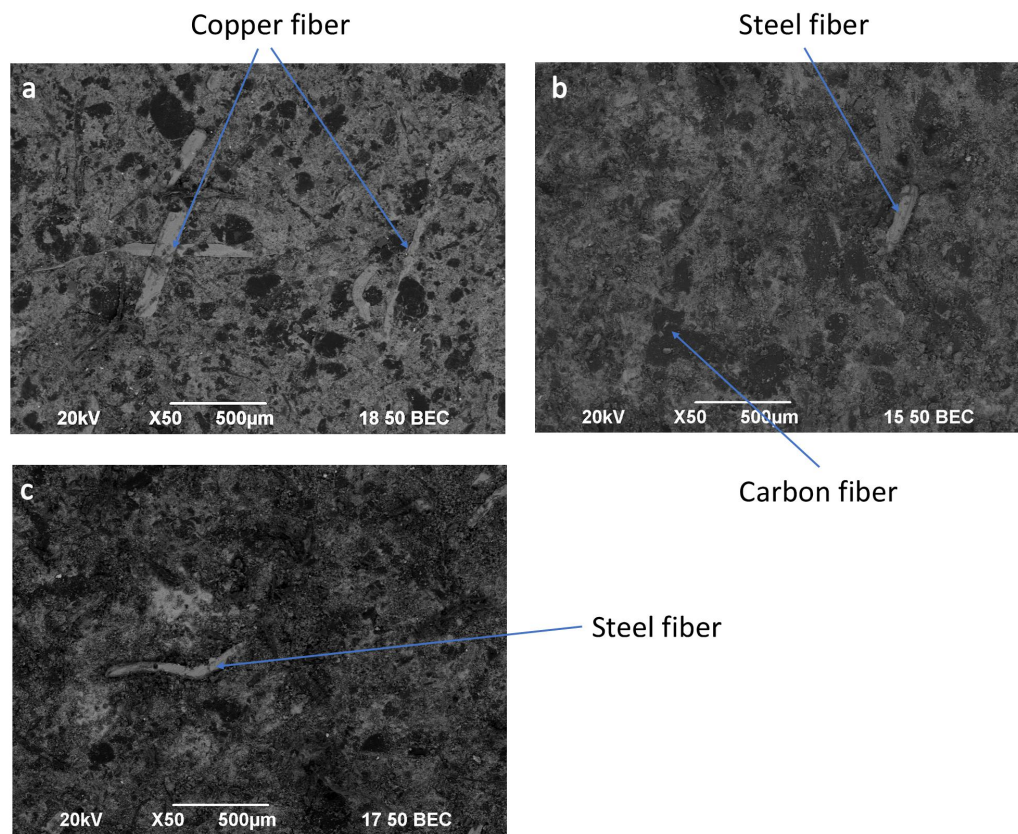 Copper fiber
Steel fiber
a
b
20kV X50 500µm 18 50 BEC
20kV X50 500µm 15 50 BEC
Carbon fiber
c
Steel fiber
20kV X50 500µm 17 50 BEC